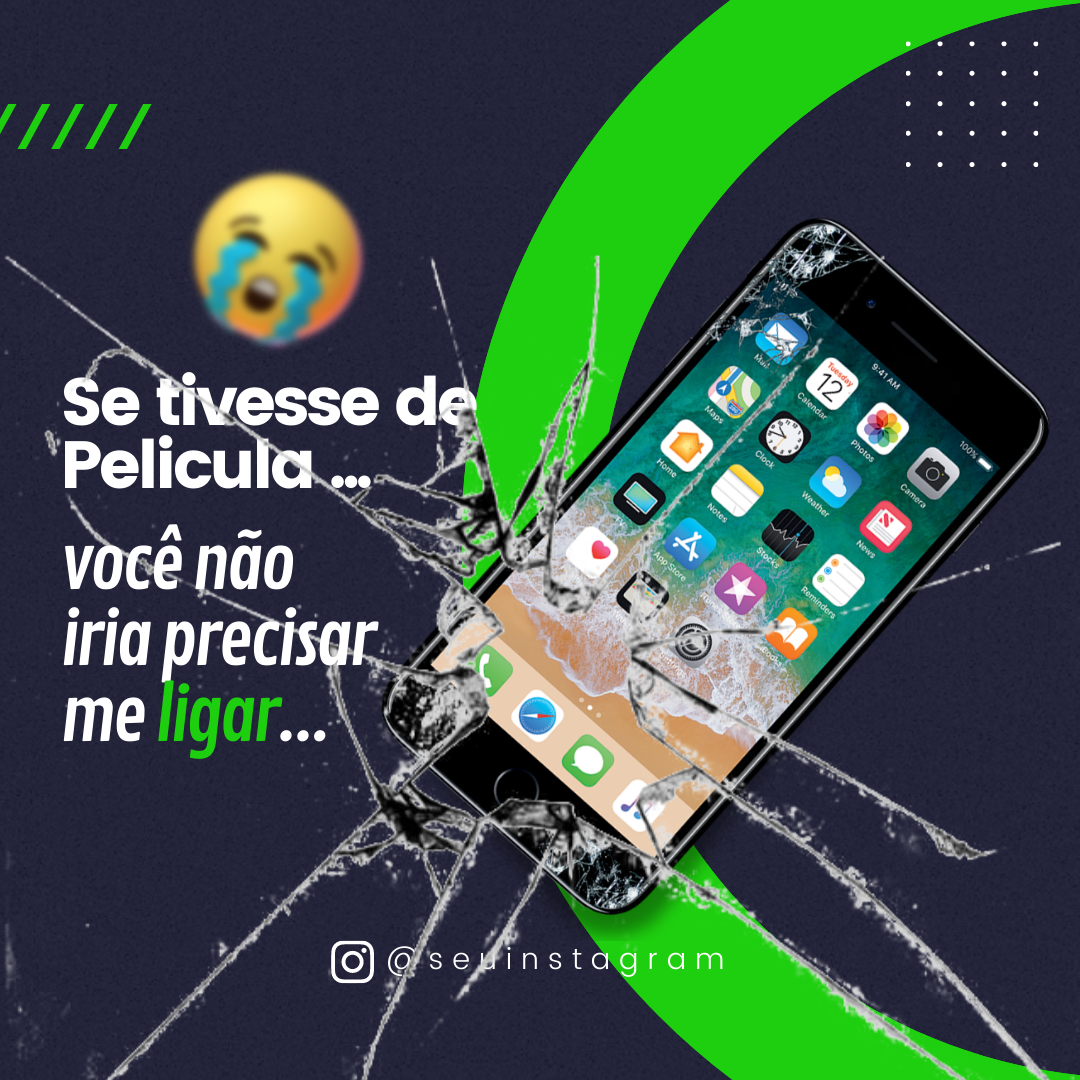 Se tivesse de
Pelicula ...
você não
iria precisar
me ligar...
9:41 AM
100%
Mail
Tuesday
12
Calendar
Photos
Camera
Maps
Clock
Weather
News
Home
Notes
Stocks
Reminders
TV
App Store
@seuinstagram